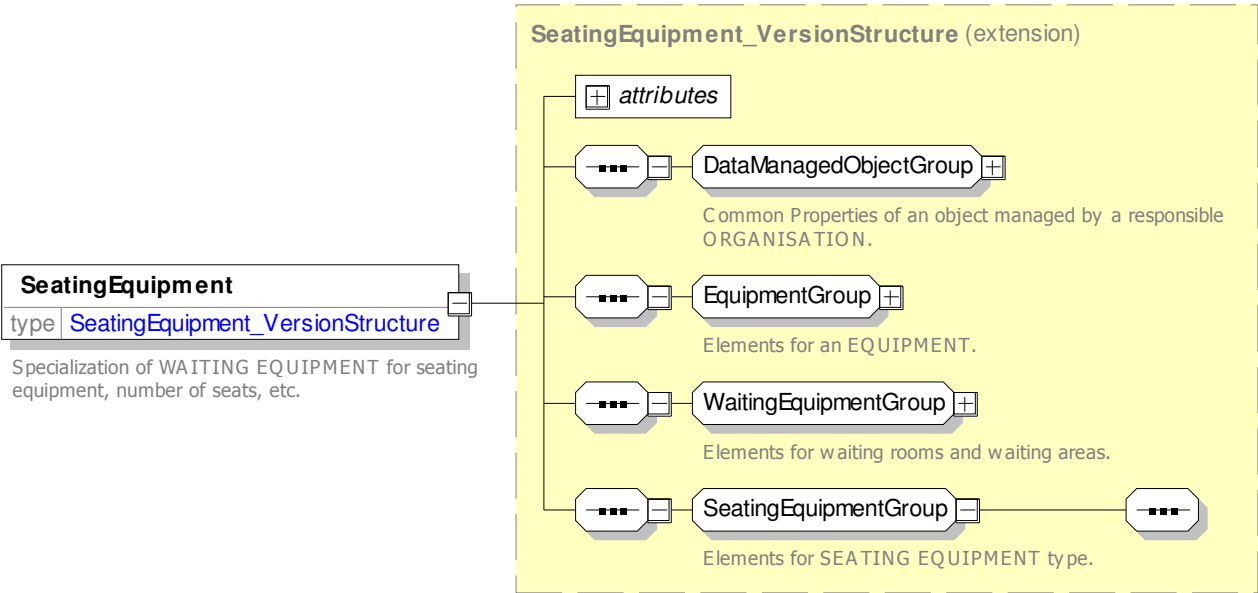 SeatingEquipment_VersionStructure (extension)
attributes
DataManagedObjectGroup
Common Properties of an object managed by a responsible
ORGANISATION.
SeatingEquipment
type SeatingEquipment_VersionStructure
Specialization of WAITING EQUIPMENT for seating
equipment, number of seats, etc.
EquipmentGroup
Elements for an EQUIPMENT.
WaitingEquipmentGroup
Elements for waiting rooms and waiting areas.
SeatingEquipmentGroup
Elements for SEATING EQUIPMENT type.